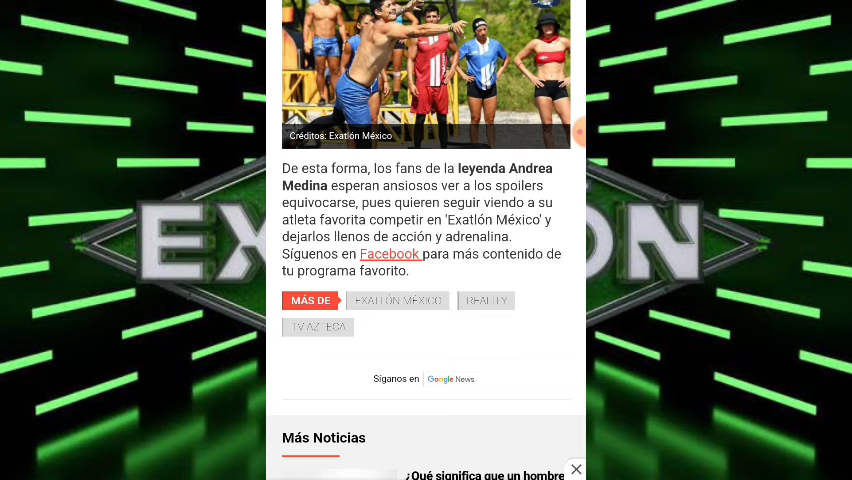 Créditos: Exatlón México
De esta forma, los fans de la leyenda Andrea
Medina esperan ansiosos ver a los spoilers
equivocarse, pues quieren seguir viendo a su
atleta favorita competir en 'Exatlón México' y
dejarlos llenos de acción y adrenalina.
Síguenos en Facebook para más contenido de
tu programa favorito.
MÁS DE EXATLÓN MÉXICO REALITY
TV AZTECA
Síganos en Google News
Más Noticias
¿Qué significa que un hombre
EX
ÓN